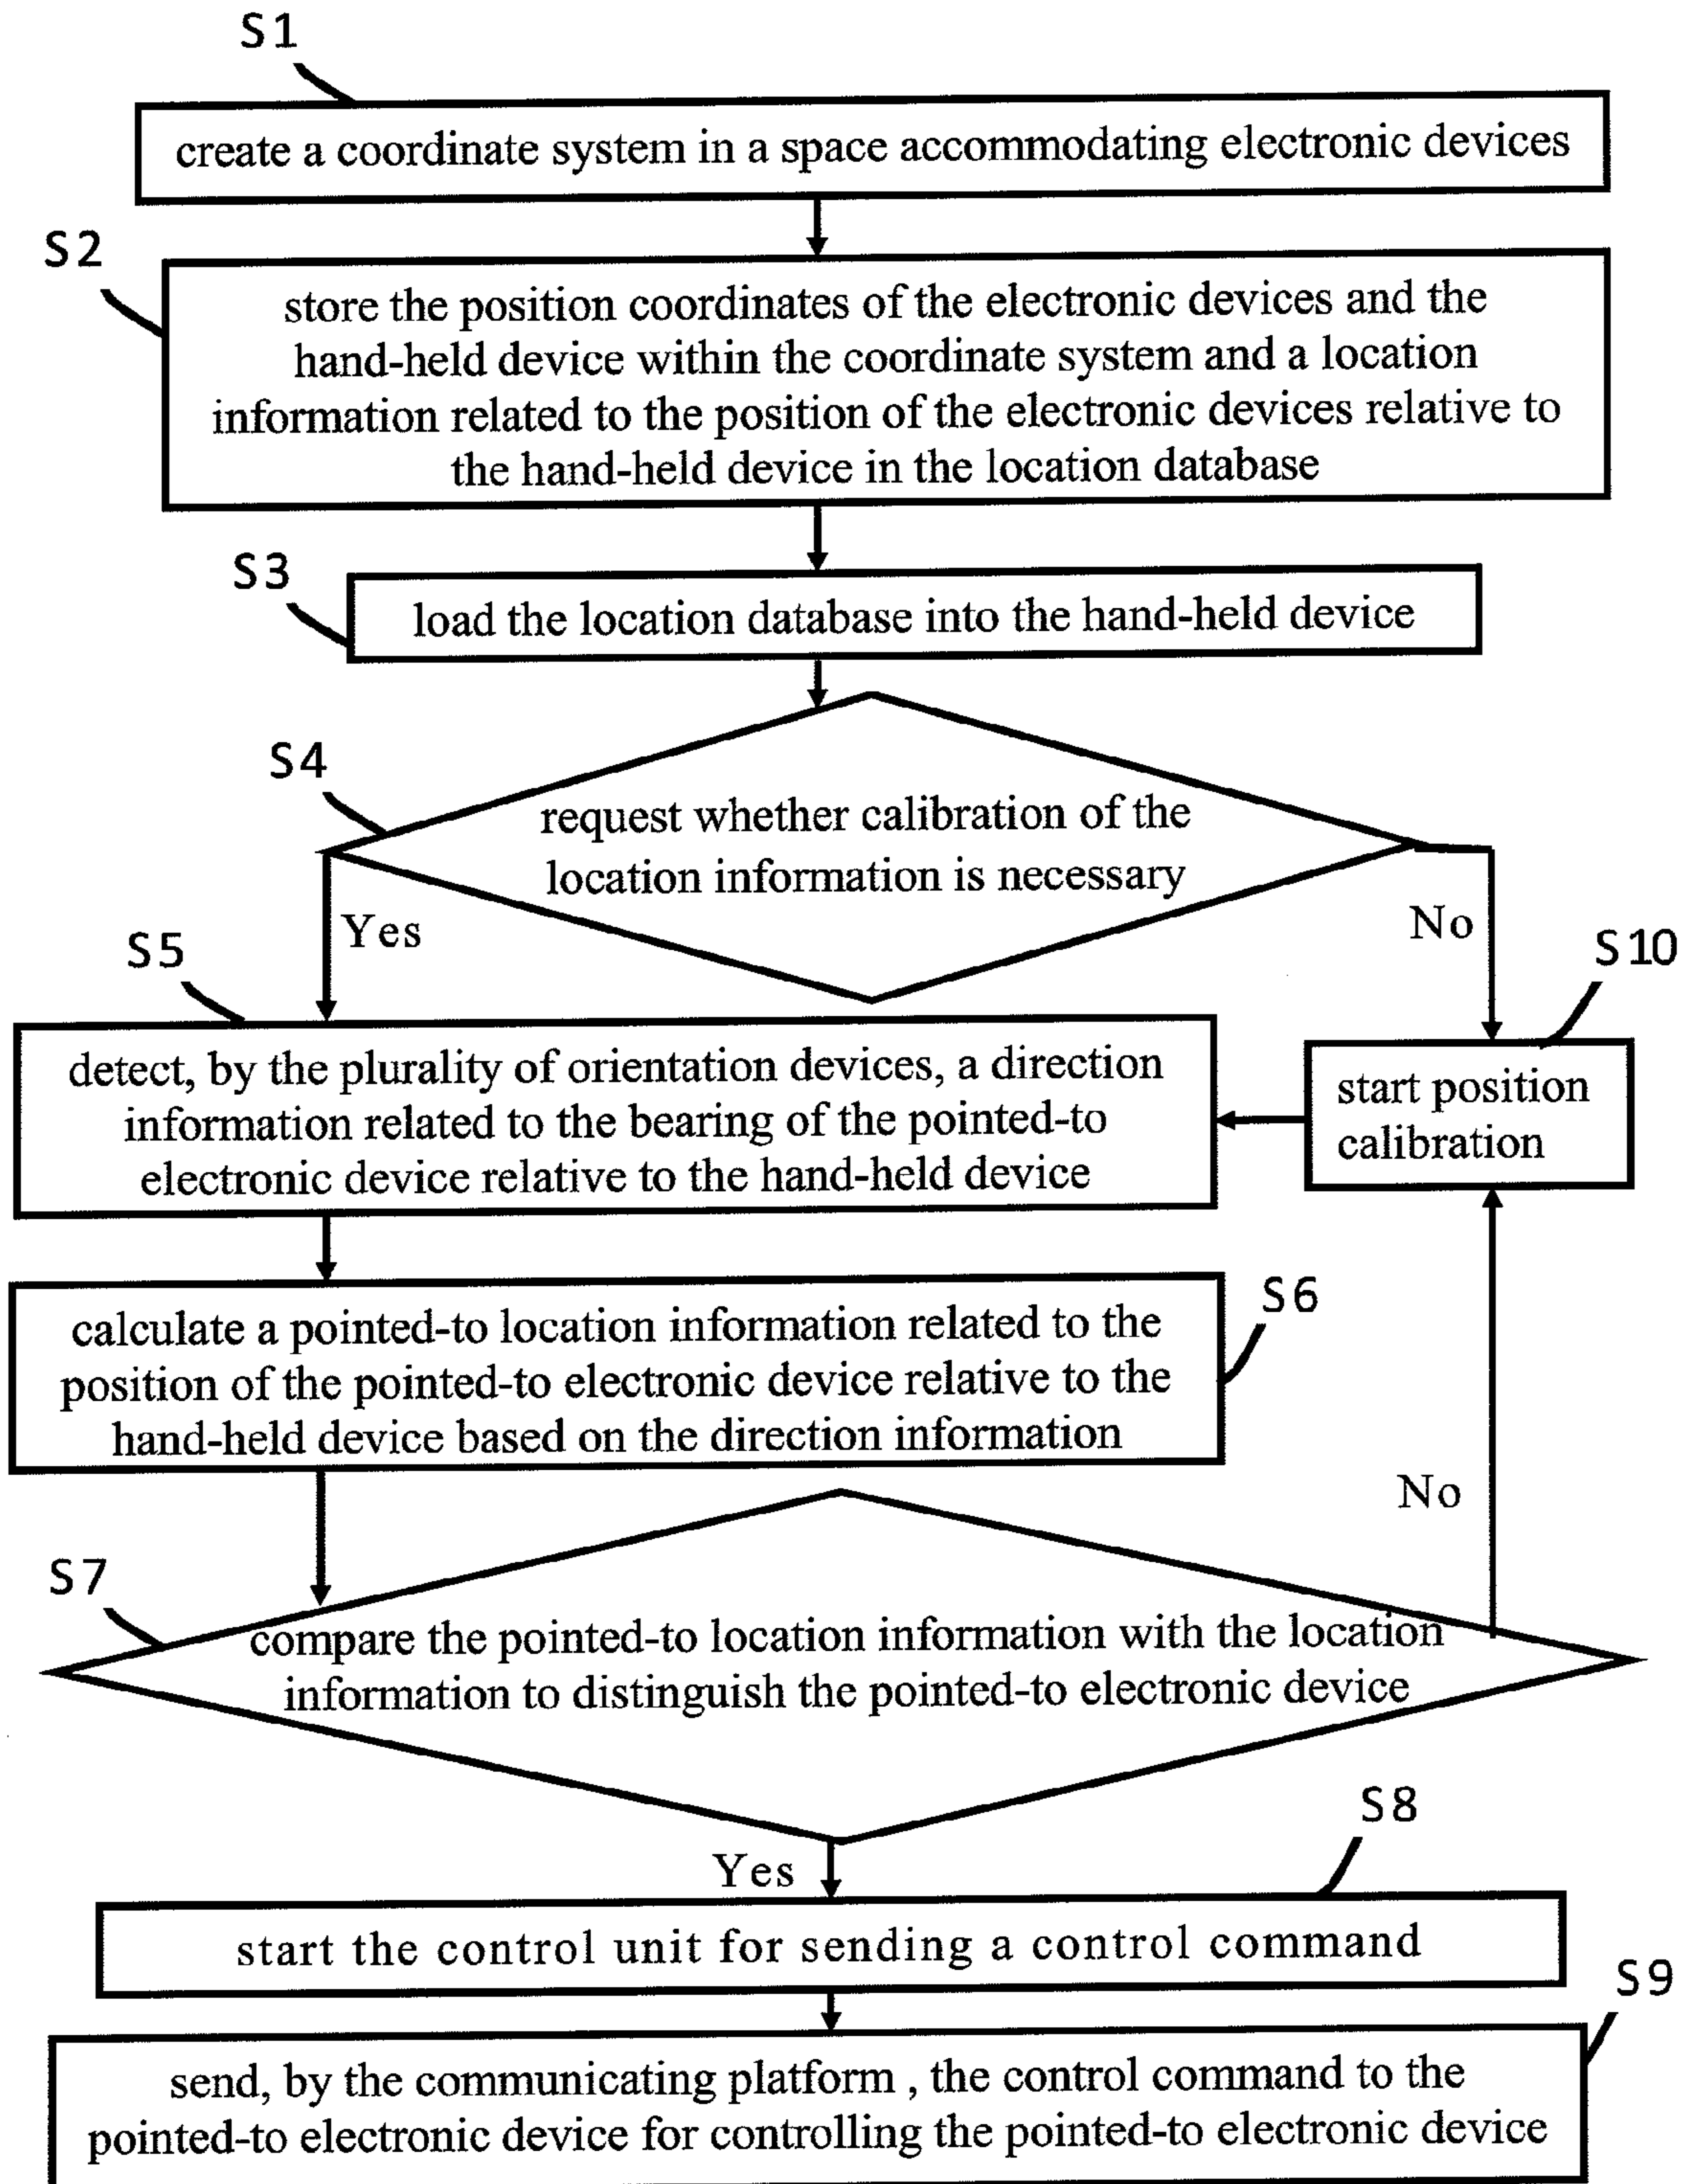 S1
create a coordinate system in a space accommodating electronic devices
S2
store the position coordinates of the electronic devices and the
hand-held device within the coordinate system and a location
information related to the position of the electronic devices relative to
the hand-held device in the location database
S3
load the location database into the hand-held device
S4
request whether calibration of the
location information is necessary
Yes
No
S5
S10
detect, by the plurality of orientation devices, a direction
information related to the bearing of the pointed-to
electronic device relative to the hand-held device
start position
calibration
S6
calculate a pointed-to location information related to the
position of the pointed-to electronic device relative to the
hand-held device based on the direction information
No
S7
compare the pointed-to location information with the location
information to distinguish the pointed-to electronic device
Yes
S8
start the control unit for sending a control command
S9
send, by the communicating platform , the control command to the
pointed-to electronic device for controlling the pointed-to electronic device